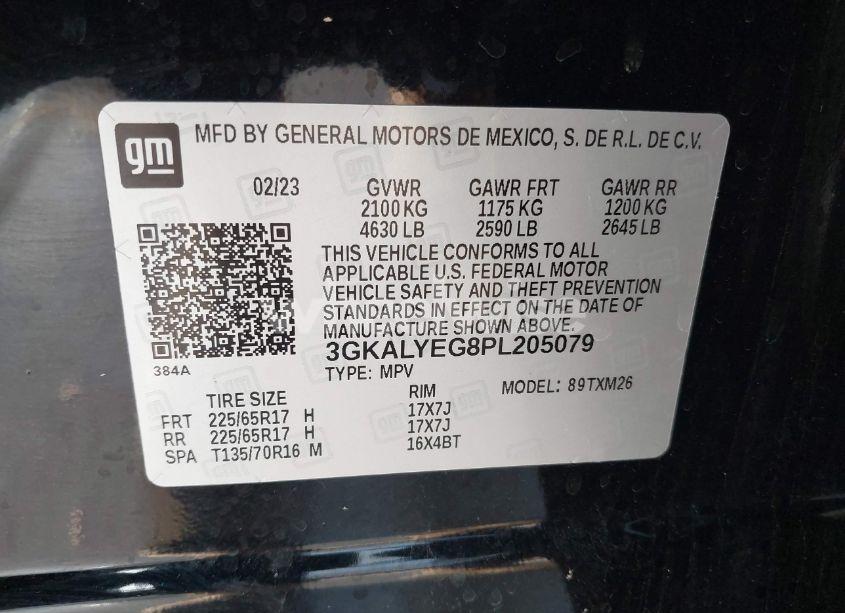 gm
MFD BY GENERAL MOTORS DE MEXICO, S. DE R.L. DE C.V.
02/23 GVWR GAWR FRT GAWR RR
2100 KG 1175 KG 1200 KG
4630 LB 2590 LB 2645 LB
THIS VEHICLE CONFORMS TO ALL
APPLICABLE U.S. FEDERAL MOTOR
VEHICLE SAFETY AND THEFT PREVENTION
STANDARDS IN EFFECT ON THE DATE OF
MANUFACTURE SHOWN ABOVE.
3GKALYEG8PL205079
384A
TYPE: MPV
MODEL: 89TXM26
TIRE SIZE RIM
FRT 225/65R17 H 17X7J
RR 225/65R17 H 17X7J
SPA T135/70R16 M 16X4BT